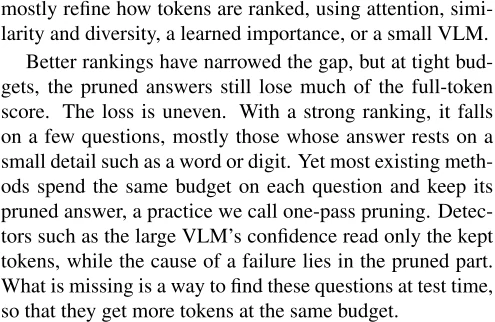 mostly refine how tokens are ranked, using attention, simi-
larity and diversity, a learned importance, or a small VLM.
Better rankings have narrowed the gap, but at tight bud-
gets, the pruned answers still lose much of the full-token
score. The loss is uneven. With a strong ranking, it falls
on a few questions, mostly those whose answer rests on a
small detail such as a word or digit. Yet most existing meth-
ods spend the same budget on each question and keep its
pruned answer, a practice we call one-pass pruning. Detec-
tors such as the large VLM's confidence read only the kept
tokens, while the cause of a failure lies in the pruned part.
What is missing is a way to find these questions at test time,
so that they get more tokens at the same budget.